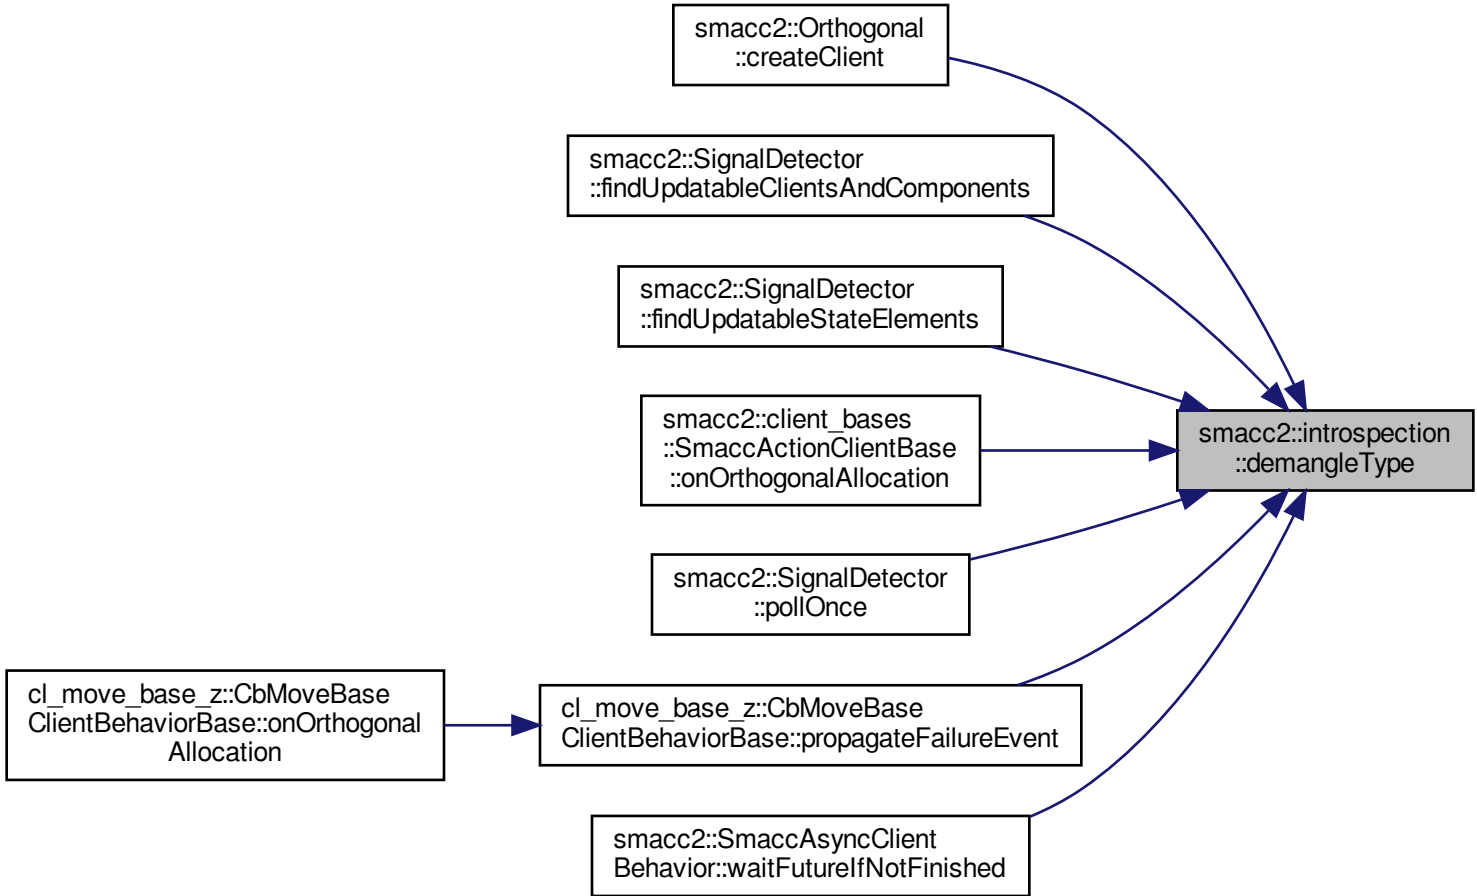 smacc2::Orthogonal
::createClient
smacc2::SignalDetector
::findUpdatableClientsAndComponents
smacc2::SignalDetector
::findUpdatableStateElements
smacc2::client_bases
::SmaccActionClientBase
::onOrthogonalAllocation
smacc2::introspection
::demangleType
smacc2::SignalDetector
::pollOnce
cl_move_base_z::CbMoveBase
ClientBehaviorBase::onOrthogonal
Allocation
cl_move_base_z::CbMoveBase
ClientBehaviorBase::propagateFailureEvent
smacc2::SmaccAsyncClient
Behavior::waitFutureIfNotFinished